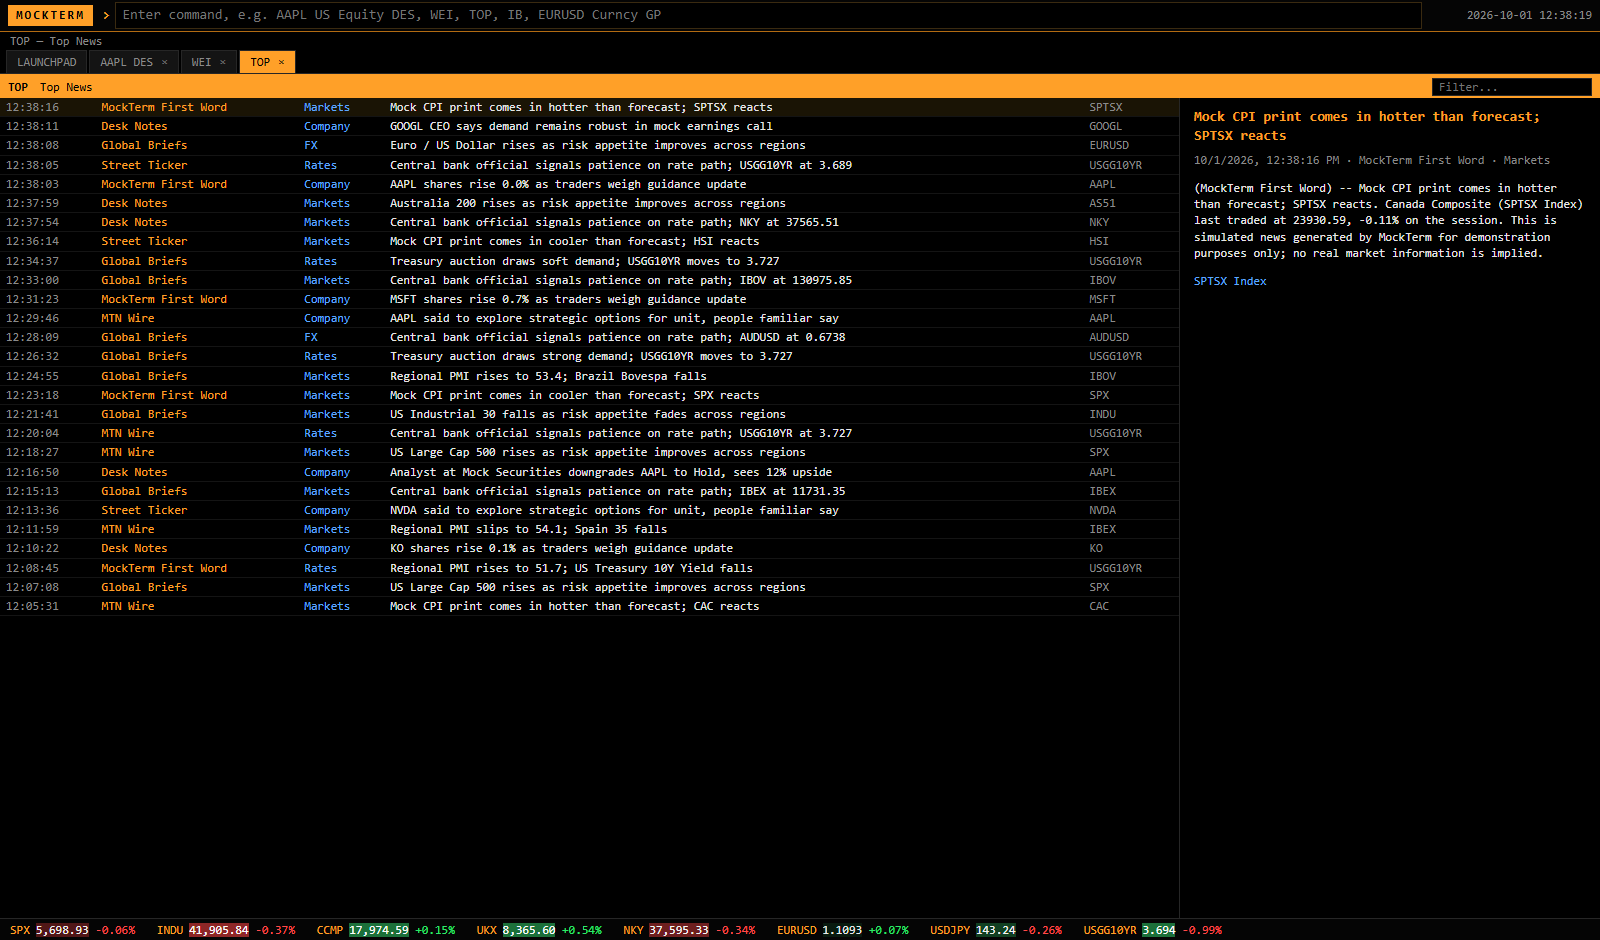 MOCKTERM › Enter command, e.g. AAPL US Equity DES, WEI, TOP, IB, EURUSD Curncy GP 2026-10-01 12:38:19
TOP — Top News
LAUNCHPAD AAPL DES × WEI × TOP ×
TOP Top News Filter...
12:38:16 MockTerm First Word Markets Mock CPI print comes in hotter than forecast; SPTSX reacts SPTSX
12:38:11 Desk Notes Company GOOGL CEO says demand remains robust in mock earnings call GOOGL
12:38:08 Global Briefs FX Euro / US Dollar rises as risk appetite improves across regions EURUSD
12:38:05 Street Ticker Rates Central bank official signals patience on rate path; USGG10YR at 3.689 USGG10YR
12:38:03 MockTerm First Word Company AAPL shares rise 0.0% as traders weigh guidance update AAPL
12:37:59 Desk Notes Markets Australia 200 rises as risk appetite improves across regions AS51
12:37:54 Desk Notes Markets Central bank official signals patience on rate path; NKY at 37565.51 NKY
12:36:14 Street Ticker Markets Mock CPI print comes in cooler than forecast; HSI reacts HSI
12:34:37 Global Briefs Rates Treasury auction draws soft demand; USGG10YR moves to 3.727 USGG10YR
12:33:00 Global Briefs Markets Central bank official signals patience on rate path; IBOV at 130975.85 IBOV
12:31:23 MockTerm First Word Company MSFT shares rise 0.7% as traders weigh guidance update MSFT
12:29:46 MTN Wire Company AAPL said to explore strategic options for unit, people familiar say AAPL
12:28:09 Global Briefs FX Central bank official signals patience on rate path; AUDUSD at 0.6738 AUDUSD
12:26:32 Global Briefs Rates Treasury auction draws strong demand; USGG10YR moves to 3.727 USGG10YR
12:24:55 Global Briefs Markets Regional PMI rises to 53.4; Brazil Bovespa falls IBOV
12:23:18 MockTerm First Word Markets Mock CPI print comes in cooler than forecast; SPX reacts SPX
12:21:41 Global Briefs Markets US Industrial 30 falls as risk appetite fades across regions INDU
12:20:04 MTN Wire Rates Central bank official signals patience on rate path; USGG10YR at 3.727 USGG10YR
12:18:27 MTN Wire Markets US Large Cap 500 rises as risk appetite improves across regions SPX
12:16:50 Desk Notes Company Analyst at Mock Securities downgrades AAPL to Hold, sees 12% upside AAPL
12:15:13 Global Briefs Markets Central bank official signals patience on rate path; IBEX at 11731.35 IBEX
12:13:36 Street Ticker Company NVDA said to explore strategic options for unit, people familiar say NVDA
12:11:59 MTN Wire Markets Regional PMI slips to 54.1; Spain 35 falls IBEX
12:10:22 Desk Notes Company KO shares rise 0.1% as traders weigh guidance update KO
12:08:45 MockTerm First Word Rates Regional PMI rises to 51.7; US Treasury 10Y Yield falls USGG10YR
12:07:08 Global Briefs Markets US Large Cap 500 rises as risk appetite improves across regions SPX
12:05:31 MTN Wire Markets Mock CPI print comes in hotter than forecast; CAC reacts CAC
Mock CPI print comes in hotter than forecast;
SPTSX reacts
10/1/2026, 12:38:16 PM · MockTerm First Word · Markets
(MockTerm First Word) -- Mock CPI print comes in hotter
than forecast; SPTSX reacts. Canada Composite (SPTSX Index)
last traded at 23930.59, -0.11% on the session. This is
simulated news generated by MockTerm for demonstration
purposes only; no real market information is implied.
SPTSX Index
SPX 5,698.93 -0.06% INDU 41,905.84 -0.37% CCMP 17,974.59 +0.15% UKX 8,365.60 +0.54% NKY 37,595.33 -0.34% EURUSD 1.1093 +0.07% USDJPY 143.24 -0.26% USGG10YR 3.694 -0.99%